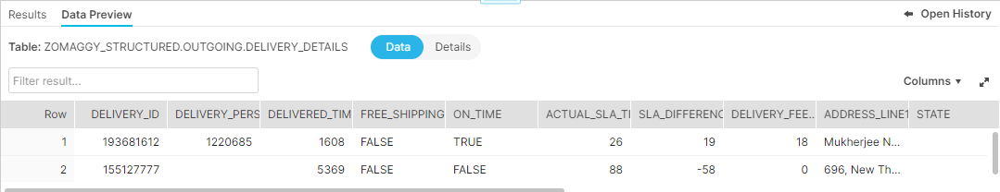 Results Data Preview Open History
Table: ZOMAGGY_STRUCTURED.OUTGOING.DELIVERY_DETAILS Data Details
Filter result... Columns
Row DELIVERY_ID DELIVERY_PERS DELIVERED_TIM FREE_SHIPPING ON_TIME ACTUAL_SLA_TI SLA_DIFFERENC DELIVERY_FEE... ADDRESS_LINE1 STATE
1 193681612 1220685 1608 FALSE TRUE 26 19 18 Mukherjee N...
2 155127777 5369 FALSE FALSE 88 -58 0 696, New Th...